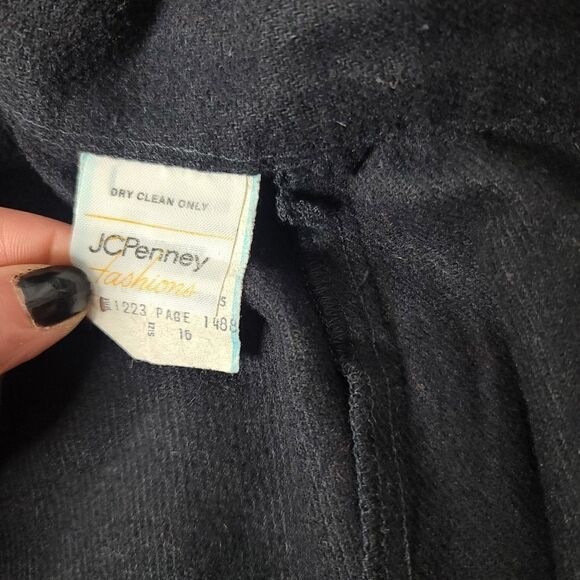 DRY CLEAN ONLY
JCPenney
fashions
S
1223 PAGE 1488
SIZE 16